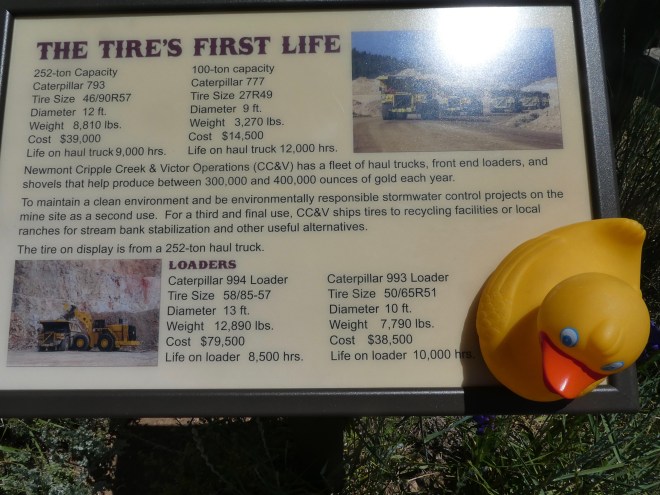 THE TIRE'S FIRST LIFE
252-ton Capacity
Caterpillar 793
Tire Size 46/90R57
Diameter 12 ft.
Weight 8,810 lbs.
Cost $39,000
Life on haul truck 9,000 hrs.
100-ton capacity
Caterpillar 777
Tire Size 27R49
Diameter 9 ft.
Weight 3,270 lbs.
Cost $14,500
Life on haul truck 12,000 hrs.
Newmont Cripple Creek & Victor Operations (CC&V) has a fleet of haul trucks, front end loaders, and
shovels that help produce between 300,000 and 400,000 ounces of gold each year.
To maintain a clean environment and be environmentally responsible stormwater control projects on the
mine site as a second use. For a third and final use, CC&V ships tires to recycling facilities or local
ranches for stream bank stabilization and other useful alternatives.
The tire on display is from a 252-ton haul truck.
LOADERS
Caterpillar 994 Loader
Tire Size 58/85-57
Diameter 13 ft.
Weight 12,890 lbs.
Cost $79,500
Life on loader 8,500 hrs.
Caterpillar 993 Loader
Tire Size 50/65R51
Diameter 10 ft.
Weight 7,790 lbs.
Cost $38,500
Life on loader 10,000 hrs.